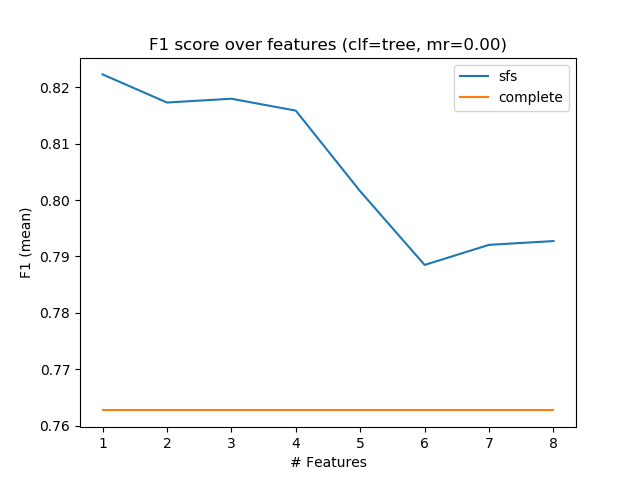 F1 score over features (clf=tree, mr=0.00)
sfs
complete
0.82
0.81
0.80
0.79
0.78
0.77
0.76
F1 (mean)
1 2 3 4 5 6 7 8
# Features